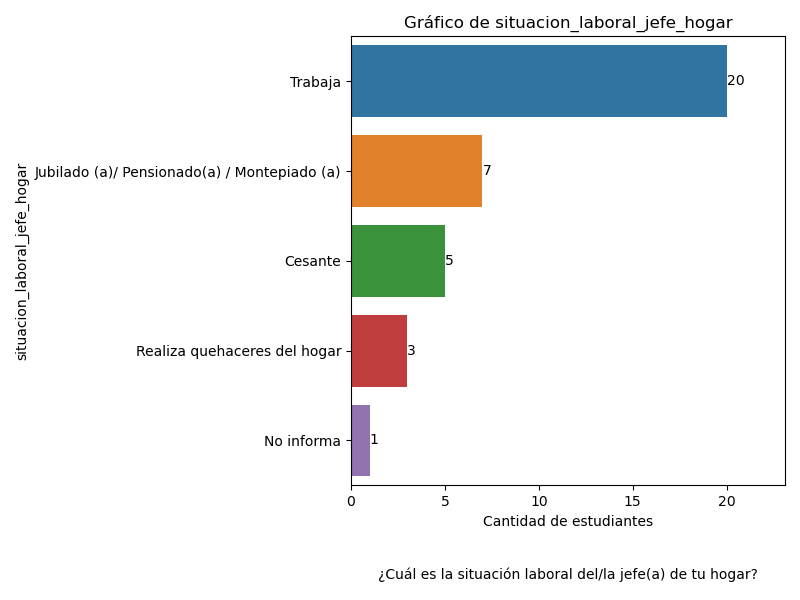 Gráfico de situacion_laboral_jefe_hogar
situacion_laboral_jefe_hogar
Trabaja
20
Jubilado (a)/ Pensionado(a) / Montepiado (a)
7
Cesante
5
Realiza quehaceres del hogar
3
No informa
1
0 5 10 15 20
Cantidad de estudiantes
¿Cuál es la situación laboral del/la jefe(a) de tu hogar?